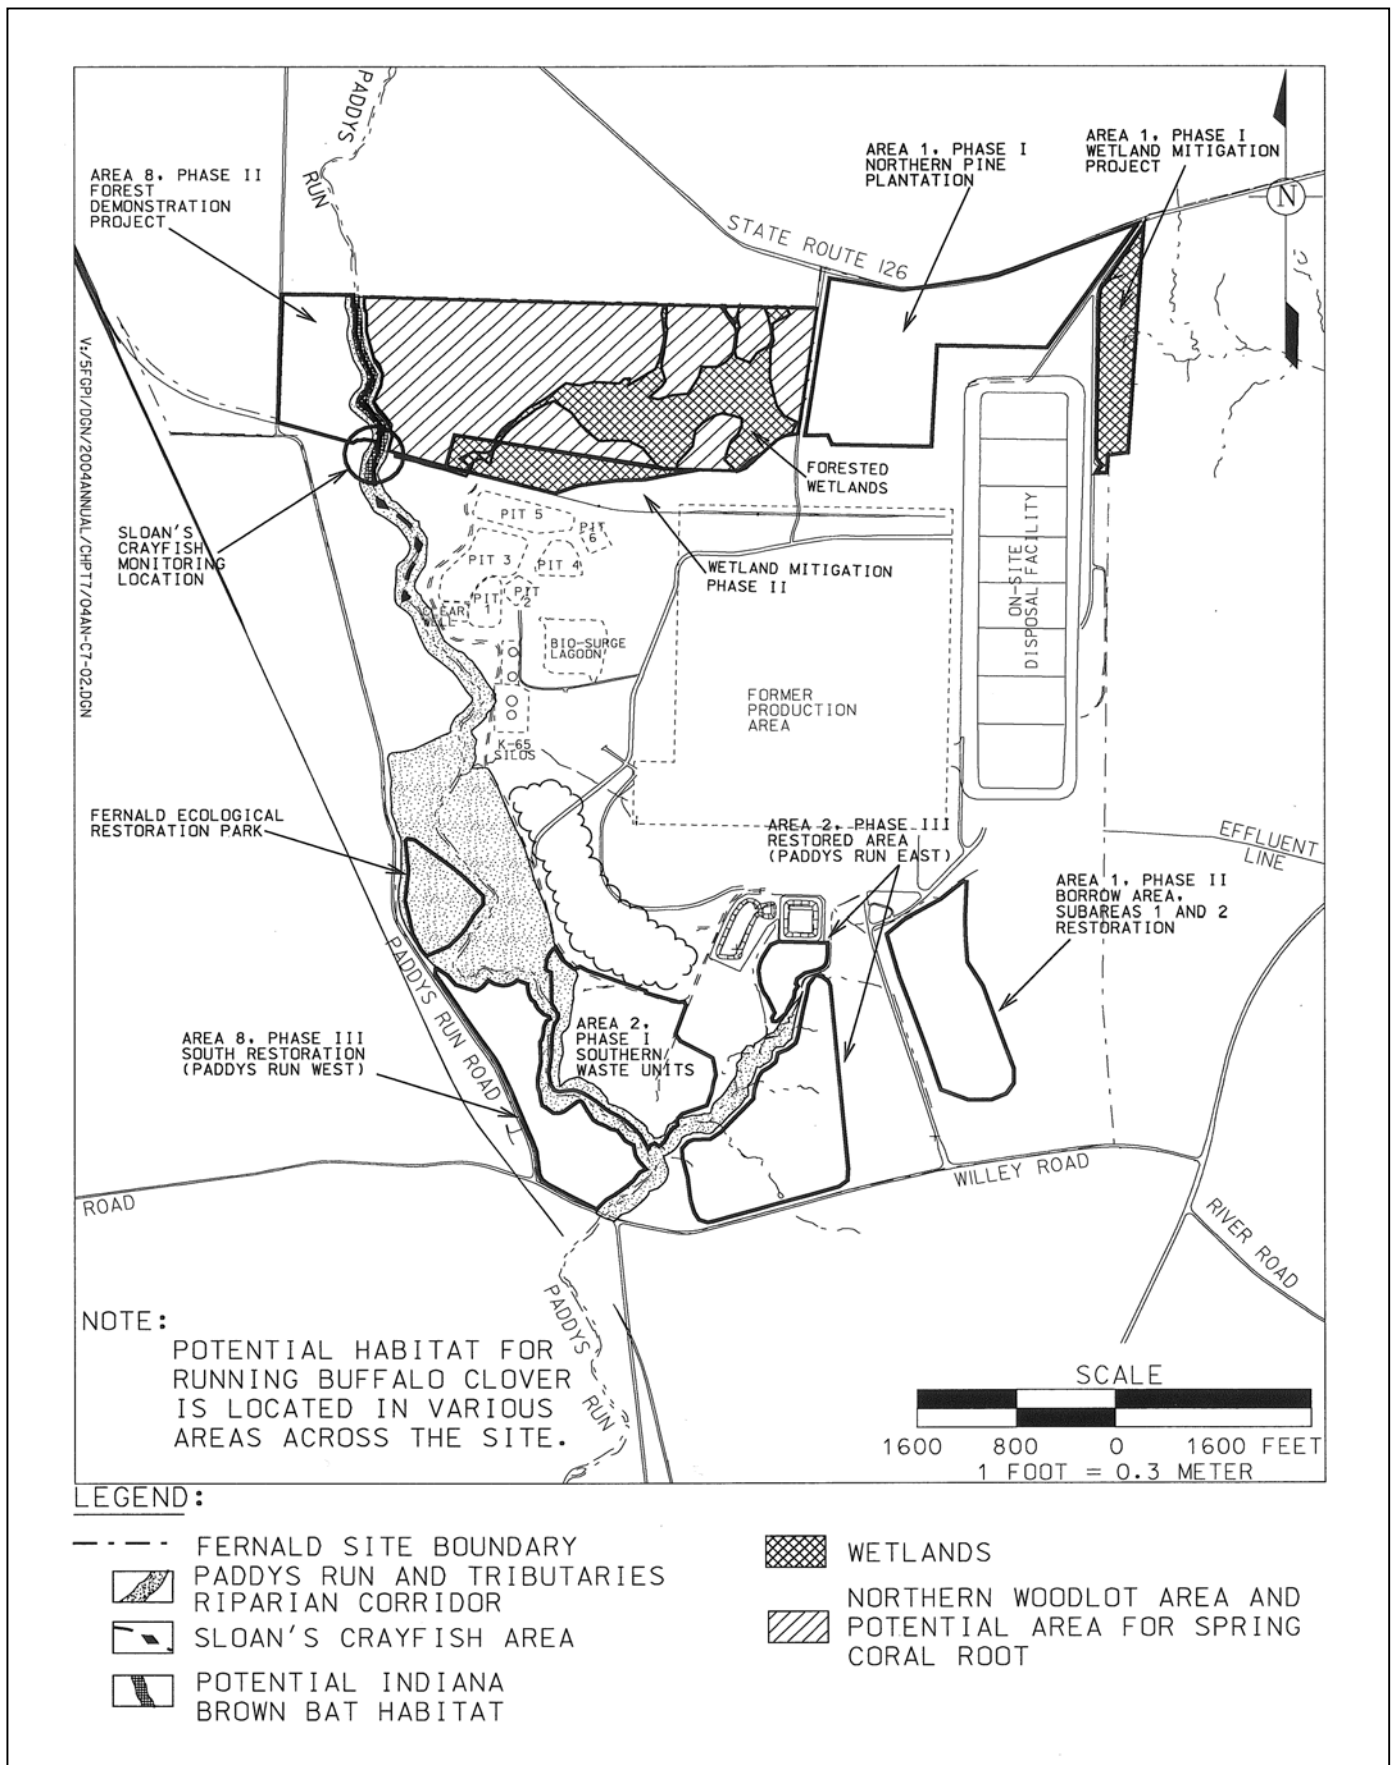 PADDYS
RUN
AREA 8, PHASE II
FOREST
DEMONSTRATION
PROJECT
AREA 1, PHASE I
NORTHERN PINE
PLANTATION
AREA 1, PHASE I
WETLAND MITIGATION
PROJECT
N
STATE ROUTE 126
V:/5FGPI/DGN/2004ANNUAL/CHPT7/04AN-C7-02.DGN
FORESTED
WETLANDS
SLOAN'S
CRAYFISH
MONITORING
LOCATION
PIT 5
PIT
6
PIT 3
PIT 4
PIT
1
PIT
2
CLEAR
WELL
WETLAND MITIGATION
PHASE II
BIO-SURGE
LAGOON
K-65
SILOS
ON-SITE
DISPOSAL FACILITY
FORMER
PRODUCTION
AREA
FERNALD ECOLOGICAL
RESTORATION PARK
AREA 2, PHASE III
RESTORED AREA
(PADDYS RUN EAST)
EFFLUENT
LINE
AREA 1, PHASE II
BORROW AREA,
SUBAREAS 1 AND 2
RESTORATION
PADDYS RUN ROAD
AREA 8, PHASE III
SOUTH RESTORATION
(PADDYS RUN WEST)
AREA 2,
PHASE I
SOUTHERN
WASTE UNITS
ROAD
WILLEY ROAD
RIVER ROAD
PADDYS
RUN
NOTE:
POTENTIAL HABITAT FOR
RUNNING BUFFALO CLOVER
IS LOCATED IN VARIOUS
AREAS ACROSS THE SITE.
SCALE
1600 800 0 1600 FEET
1 FOOT = 0.3 METER
LEGEND:
FERNALD SITE BOUNDARY
PADDYS RUN AND TRIBUTARIES
RIPARIAN CORRIDOR
SLOAN'S CRAYFISH AREA
POTENTIAL INDIANA
BROWN BAT HABITAT
WETLANDS
NORTHERN WOODLOT AREA AND
POTENTIAL AREA FOR SPRING
CORAL ROOT